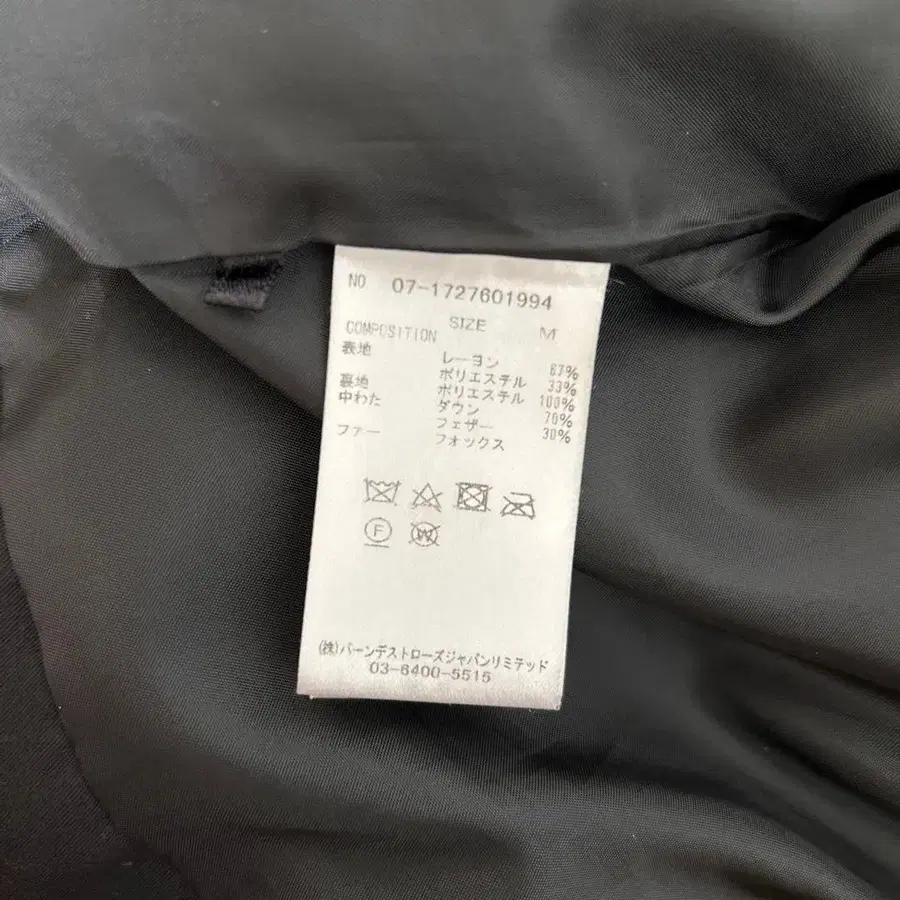 NO 07-1727601994
SIZE M
COMPOSITION
表地 レーヨン 67%
ポリエステル 33%
裏地 ポリエステル 100%
中わた ダウン 70%
フェザー 30%
ファー フォックス
F
W
(株)バーンデストローズジャパンリミテッド
03-6400-5515